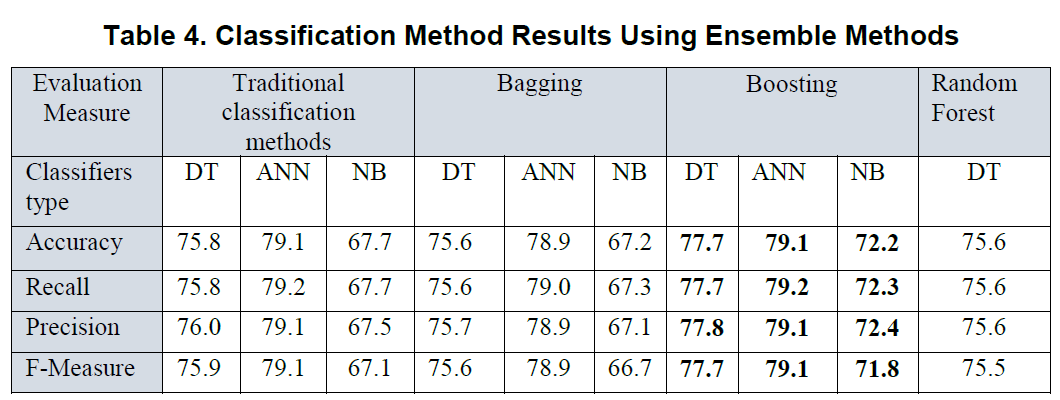 Table 4. Classification Method Results Using Ensemble Methods
Evaluation Measure Traditional classification methods Bagging Boosting Random Forest
Classifiers type DT ANN NB DT ANN NB DT ANN NB DT
Accuracy 75.8 79.1 67.7 75.6 78.9 67.2 77.7 79.1 72.2 75.6
Recall 75.8 79.2 67.7 75.6 79.0 67.3 77.7 79.2 72.3 75.6
Precision 76.0 79.1 67.5 75.7 78.9 67.1 77.8 79.1 72.4 75.6
F-Measure 75.9 79.1 67.1 75.6 78.9 66.7 77.7 79.1 71.8 75.5